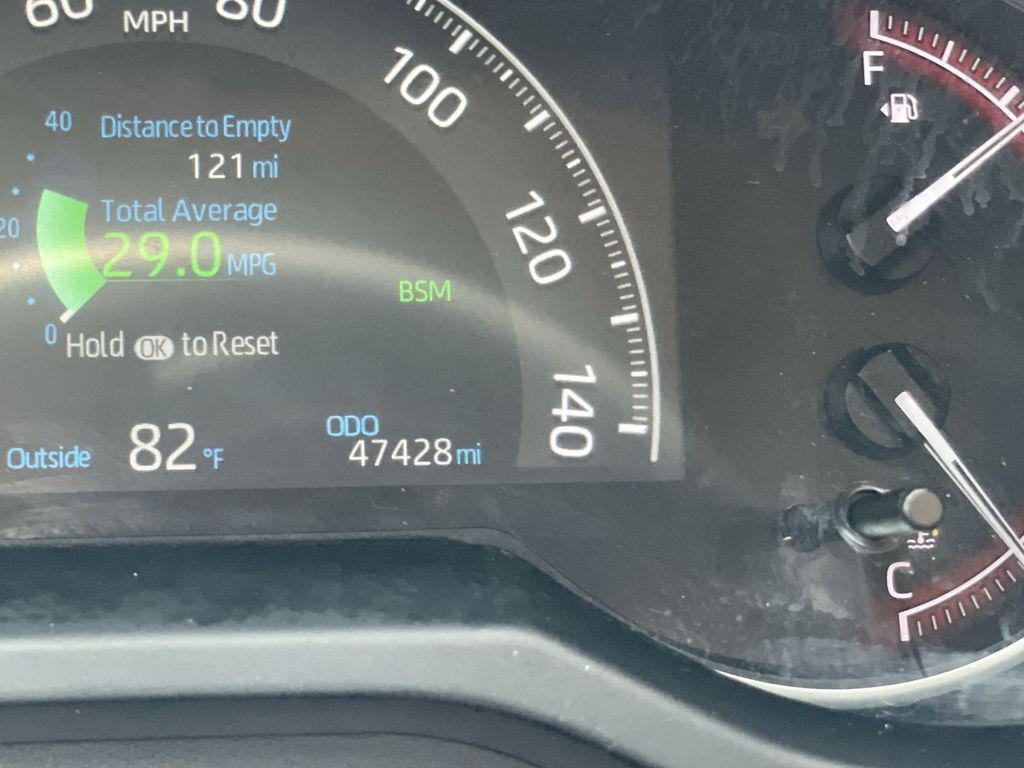 60 80
MPH
100
120
140
40
20
0
Distance to Empty
121 mi
Total Average
29.0 MPG
BSM
Hold OK to Reset
Outside 82 °F
ODO
47428 mi
F
C